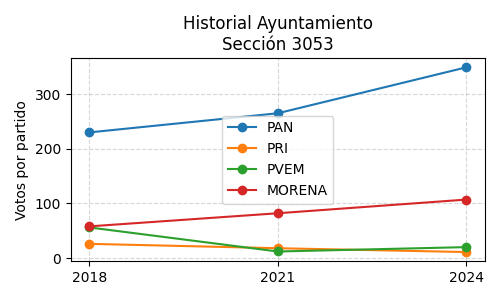 Historial Ayuntamiento
Sección 3053
Votos por partido
300
200
100
0
PAN
PRI
PVEM
MORENA
2018
2021
2024